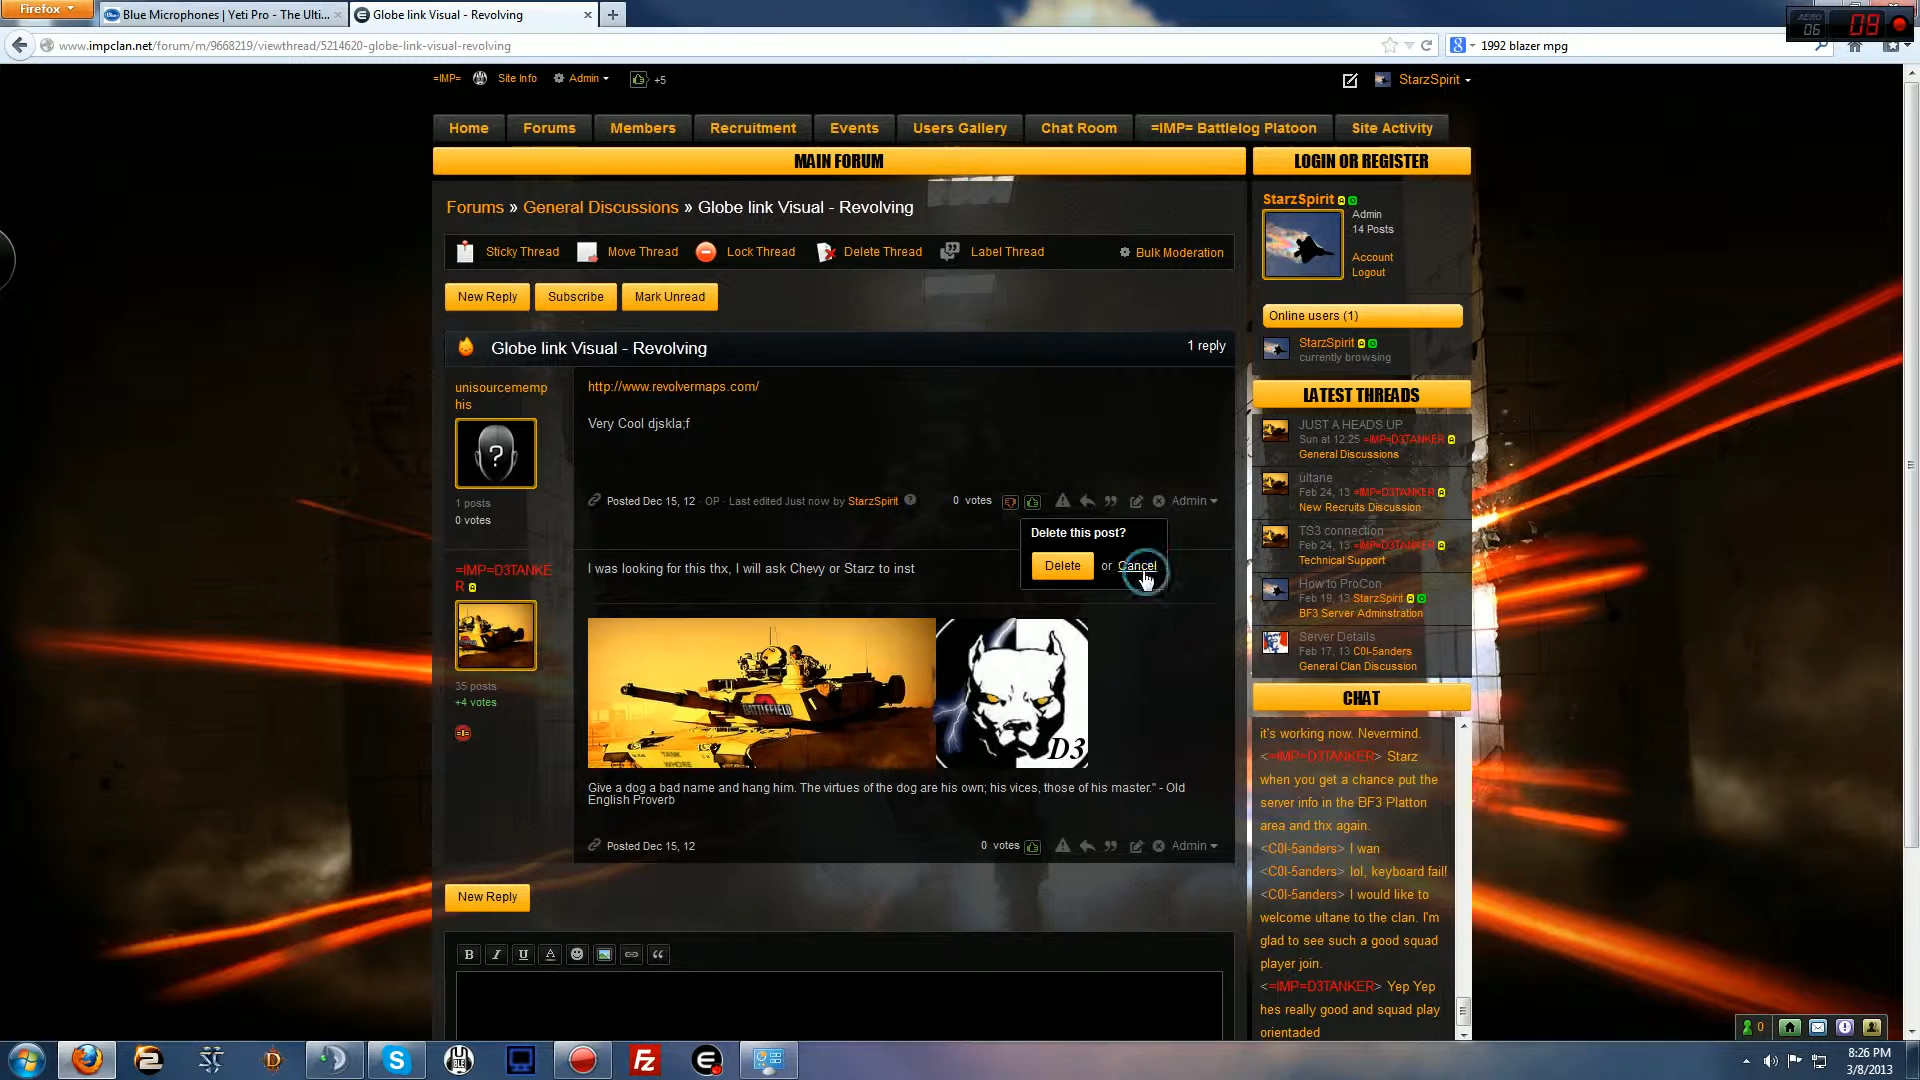 Firefox
Blue Microphones | Yeti Pro - The Ulti...
Globe link Visual - Revolving
www.impclan.net/forum/m/9668219/viewthread/5214620-globe-link-visual-revolving
1992 blazer mpg
AERO
06
09
=IMP=
Site Info
Admin
+5
StarzSpirit
Home
Forums
Members
Recruitment
Events
Users Gallery
Chat Room
=IMP= Battlelog Platoon
Site Activity
MAIN FORUM
LOGIN OR REGISTER
Forums » General Discussions » Globe link Visual - Revolving
Sticky Thread
Move Thread
Lock Thread
Delete Thread
Label Thread
Bulk Moderation
New Reply
Subscribe
Mark Unread
Globe link Visual - Revolving
1 reply
unisourcememp
his
1 posts
0 votes
http://www.revolvermaps.com/
Very Cool djskla;f
Posted Dec 15, 12 · OP · Last edited Just now by StarzSpirit
0 votes
Admin
Delete this post?
Delete
or
Cancel
=IMP=D3TANKE
R
35 posts
+4 votes
I was looking for this thx, I will ask Chevy or Starz to inst
BATTLEFIELD
TANK
WHORE
D3
Give a dog a bad name and hang him. The virtues of the dog are his own; his vices, those of his master." - Old
English Proverb
Posted Dec 15, 12
0 votes
Admin
New Reply
B
I
U
A
StarzSpirit
Admin
14 Posts
Account
Logout
Online users (1)
StarzSpirit
currently browsing
LATEST THREADS
JUST A HEADS UP
Sun at 12:25 =IMP=D3TANKER
General Discussions
ultane
Feb 24, 13 =IMP=D3TANKER
New Recruits Discussion
TS3 connection
Feb 24, 13 =IMP=D3TANKER
Technical Support
How to ProCon
Feb 19, 13 StarzSpirit
BF3 Server Adminstration
Server Details
Feb 17, 13 C0l-5anders
General Clan Discussion
CHAT
it's working now. Nevermind.
<=IMP=D3TANKER> Starz
when you get a chance put the
server info in the BF3 Platton
area and thx again.
<C0l-5anders> I wan
<C0l-5anders> lol, keyboard fail!
<C0l-5anders> I would like to
welcome ultane to the clan. I'm
glad to see such a good squad
player join.
<=IMP=D3TANKER> Yep Yep
hes really good and squad play
orientaded
0
8:26 PM
3/8/2013